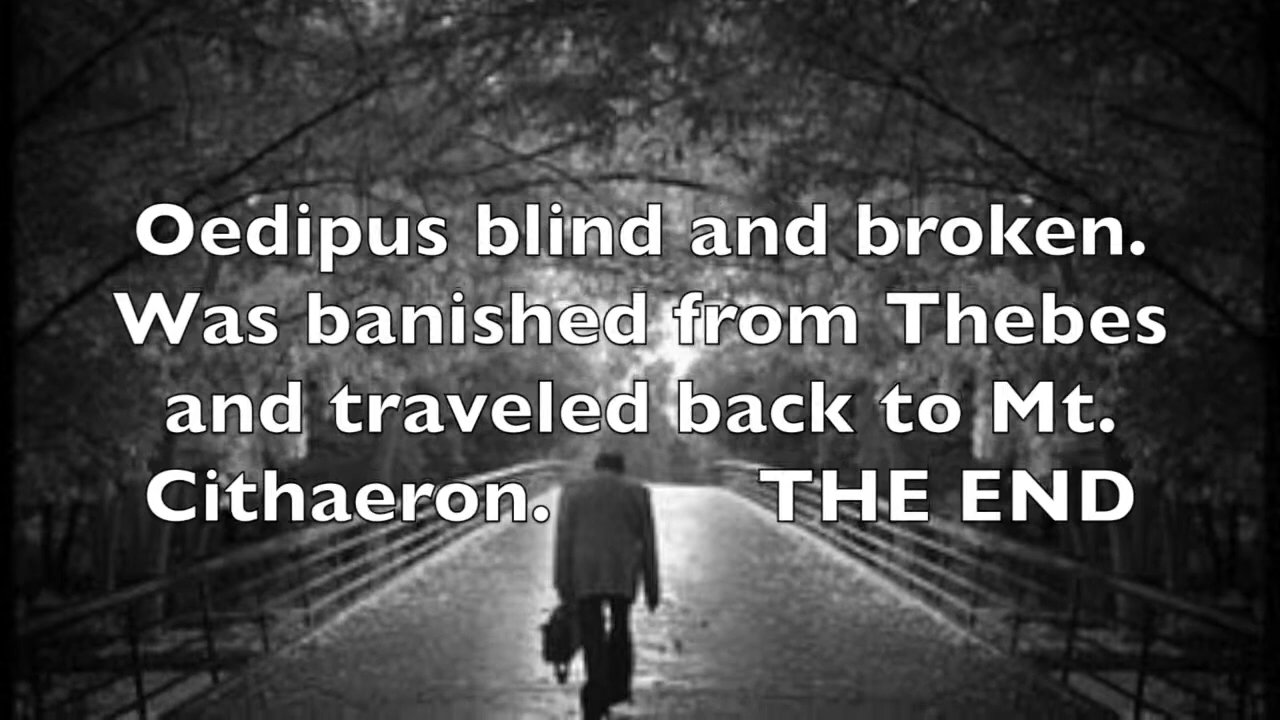 Oedipus blind and broken.
Was banished from Thebes
and traveled back to Mt.
Cithaeron. THE END